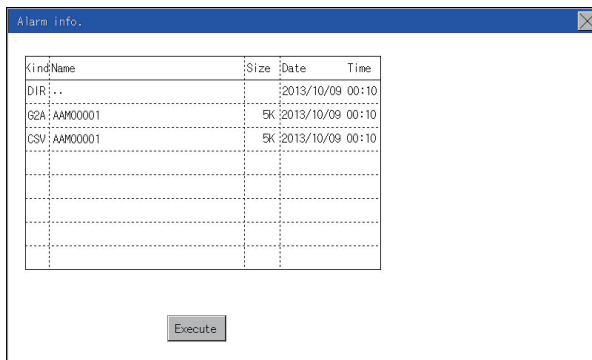 Alarm info.
Kind Name Size Date Time
DIR .. 2013/10/09 00:10
G2A AAM00001 5K 2013/10/09 00:10
CSV AAM00001 5K 2013/10/09 00:10
Execute